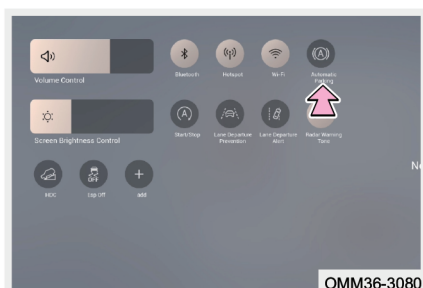 Volume Control
Bluetooth
Hotspot
Wi-Fi
Automatic
Parking
Screen Brightness Control
Start/Stop
Lane Departure
Prevention
Lane Departure
Alert
Radar Warning
Tone
HDC
OFF
Esp Off
add
OMM36-3080